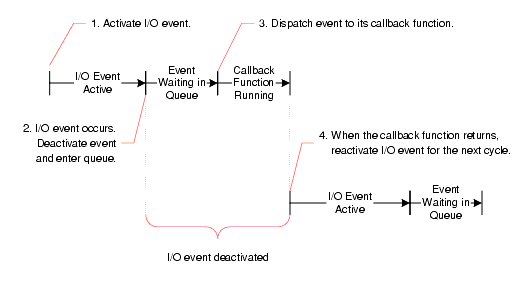 1. Activate I/O event.
3. Dispatch event to its callback function.
I/O Event
Active
Event
Waiting in
Queue
Callback
Function
Running
2. I/O event occurs.
Deactivate event
and enter queue.
4. When the callback function returns,
reactivate I/O event for the next cycle.
I/O Event
Active
Event
Waiting in
Queue
I/O event deactivated